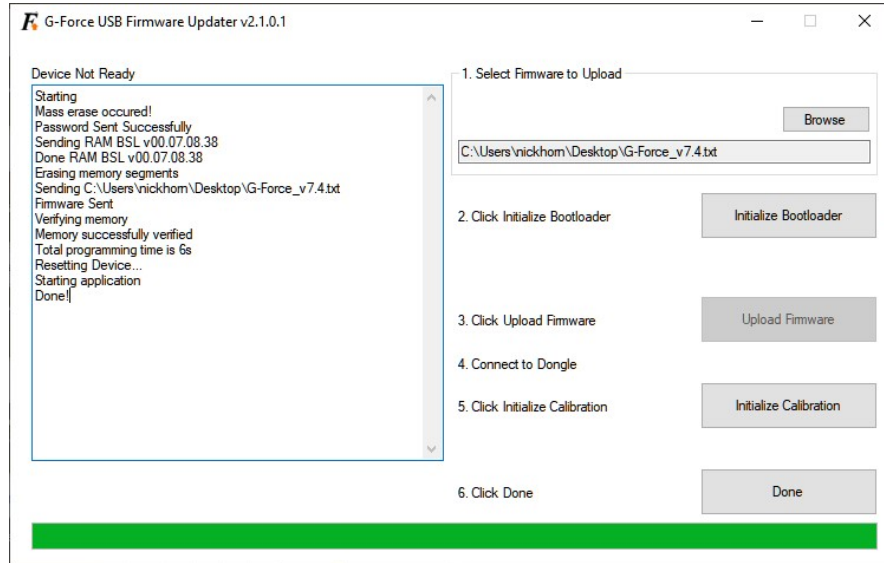 G-Force USB Firmware Updater v2.1.0.1
Device Not Ready
Starting
Mass erase occured!
Password Sent Successfully
Sending RAM BSL v00.07.08.38
Done RAM BSL v00.07.08.38
Erasing memory segments
Sending C:\Users\nickhorn\Desktop\G-Force_v7.4.txt
Firmware Sent
Verifying memory
Memory successfully verified
Total programming time is 6s
Resetting Device...
Starting application
Done!
1. Select Firmware to Upload
Browse
C:\Users\nickhorn\Desktop\G-Force_v7.4.txt
2. Click Initialize Bootloader
Initialize Bootloader
3. Click Upload Firmware
Upload Firmware
4. Connect to Dongle
5. Click Initialize Calibration
Initialize Calibration
6. Click Done
Done